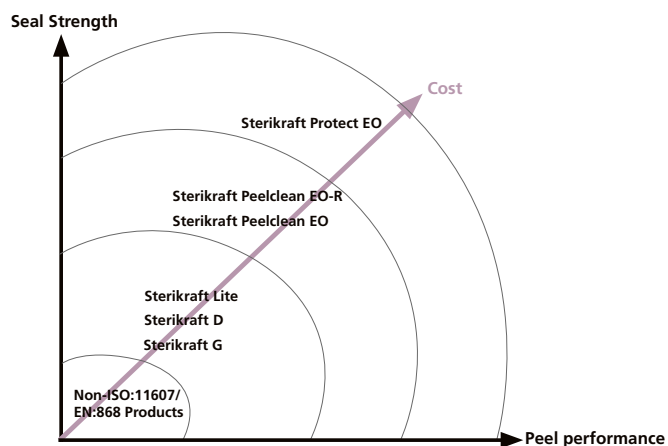 Seal Strength
Cost
Sterikraft Protect EO
Sterikraft Peelclean EO-R
Sterikraft Peelclean EO
Sterikraft Lite
Sterikraft D
Sterikraft G
Non-ISO:11607/
EN:868 Products
Peel performance